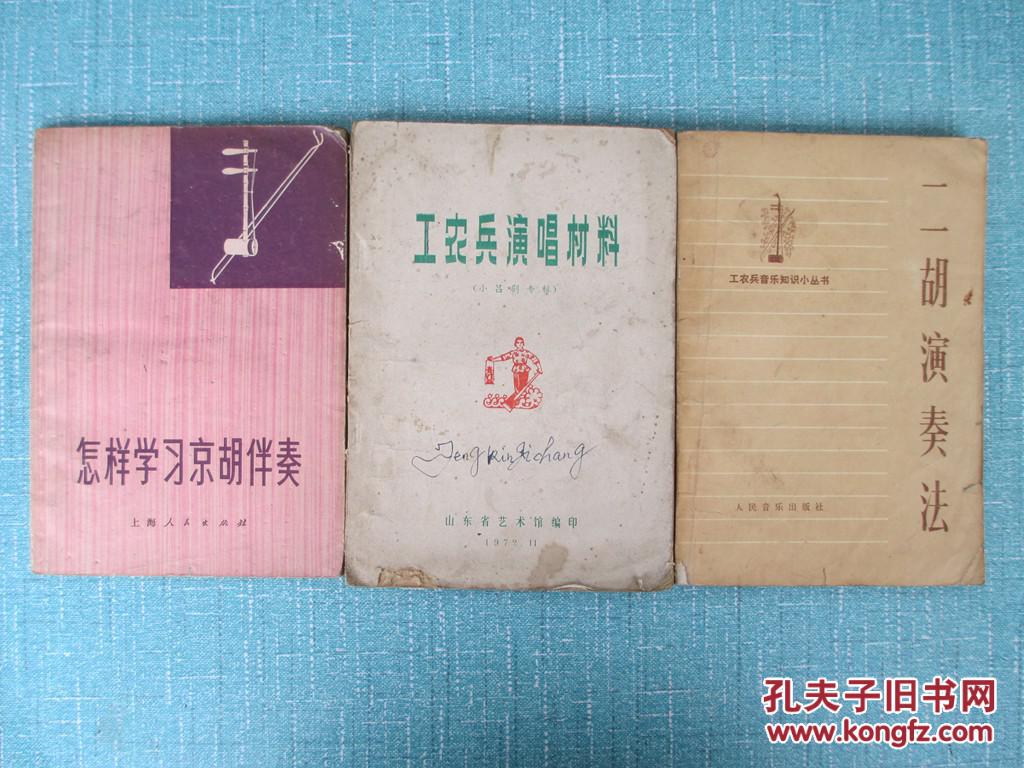 怎样学习京胡伴奏
上海人民出版社
工农兵演唱材料
(小吕剧专辑)
山东省艺术馆编印
1972.11
工农兵音乐知识小丛书
二胡演奏法
人民音乐出版社
孔夫子旧书网
www.kongfz.com